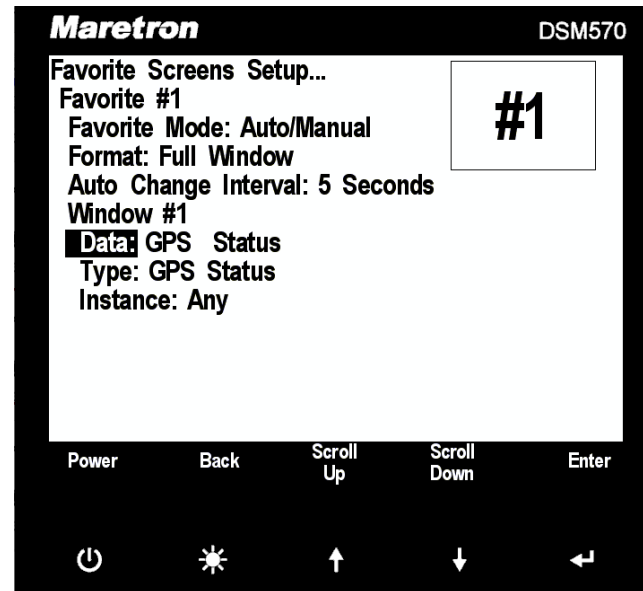 Maretron DSM570
Favorite Screens Setup...
#1
Favorite #1
Favorite Mode: Auto/Manual
Format: Full Window
Auto Change Interval: 5 Seconds
Window #1
Data: GPS Status
Type: GPS Status
Instance: Any
Power Back Scroll Up Scroll Down Enter